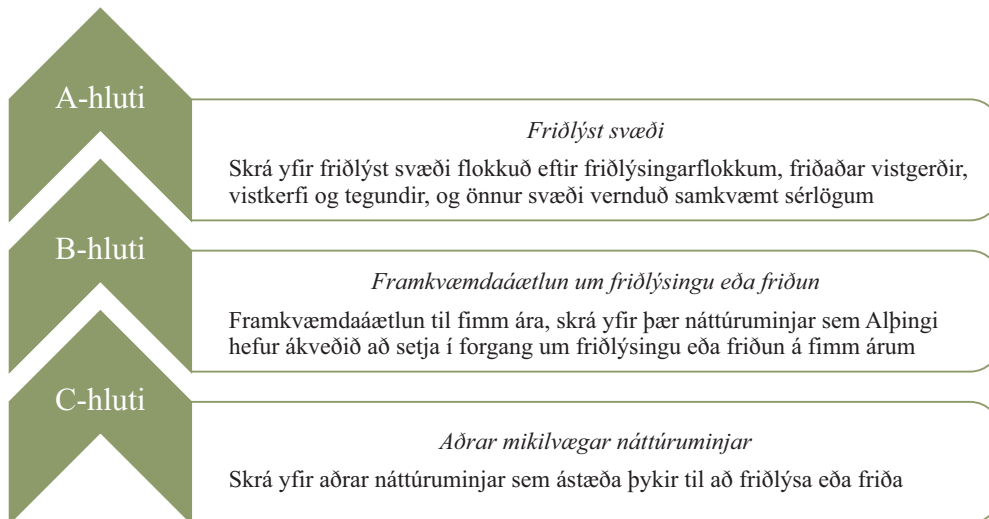 A-hluti
Friðlýst svæði
Skrá yfir friðlýst svæði flokkuð eftir friðlýsingarflokkum, friðaðar vistgerðir,
vistkerfi og tegundir, og önnur svæði vernduð samkvæmt sérlögum
B-hluti
Framkvæmdaáætlun um friðlýsingu eða friðun
Framkvæmdaáætlun til fimm ára, skrá yfir þær náttúruminjar sem Alþingi
hefur ákveðið að setja í forgang um friðlýsingu eða friðun á fimm árum
C-hluti
Aðrar mikilvægar náttúruminjar
Skrá yfir aðrar náttúruminjar sem ástæða þykir til að friðlýsa eða friða